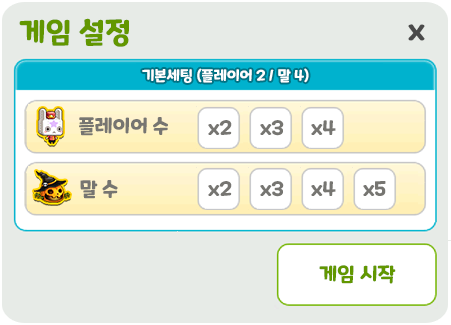 게임 설정
기본세팅 (플레이어 2 / 말 4)
플레이어 수 x2 x3 x4
말 수 x2 x3 x4 x5
게임 시작